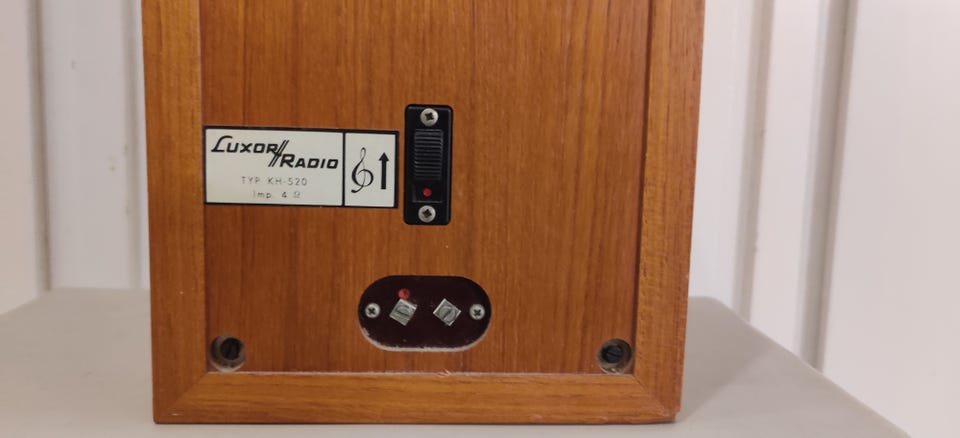 LUXOR RADIO
TYP. KH-520
Imp. 4 Ω